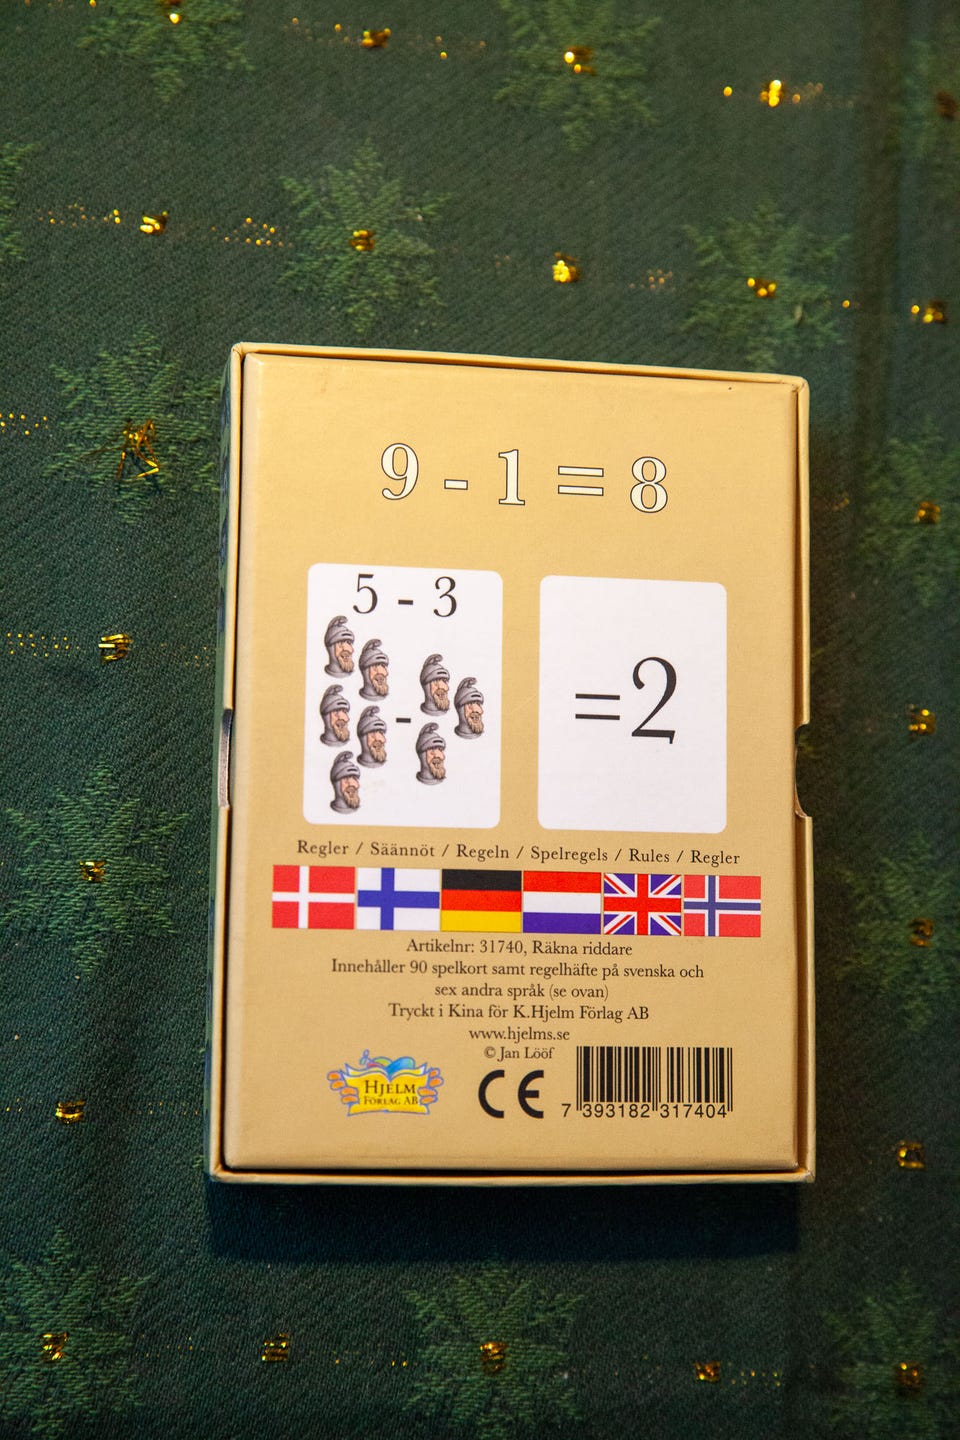 9 - 1 = 8
5 - 3
-
=2
Regler / Säännöt / Regeln / Spelregels / Rules / Regler
Artikelnr: 31740, Räkna riddare
Innehåller 90 spelkort samt regelhäfte på svenska och
sex andra språk (se ovan)
Tryckt i Kina för K.Hjelm Förlag AB
www.hjelms.se
© Jan Lööf
HJELM
FÖRLAG AB
CE
7 393182 317404